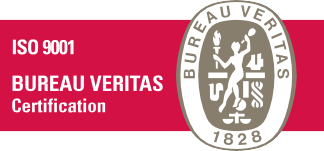 ISO 9001
BUREAU VERITAS
Certification
BUREAU VERITAS
1828